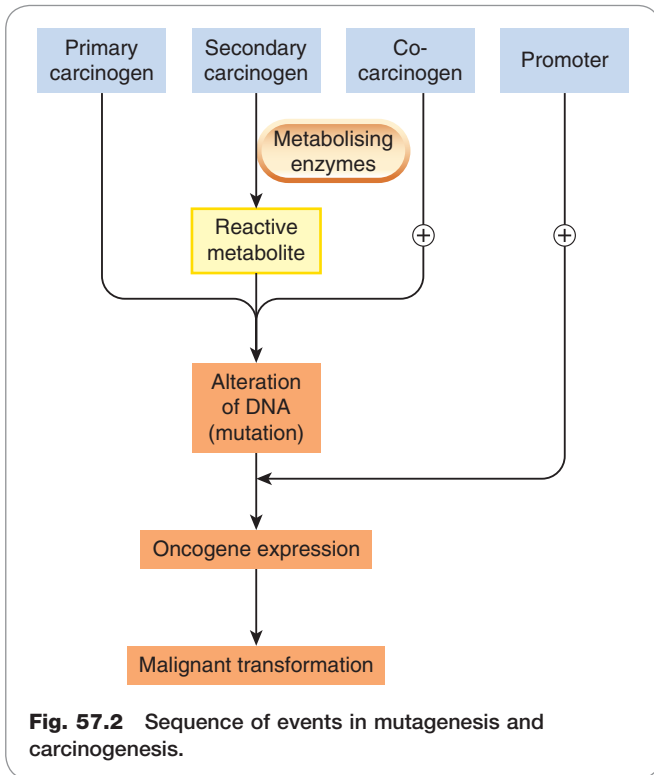 Primary
carcinogen
Secondary
carcinogen
Co-
carcinogen
Promoter
Metabolising
enzymes
Reactive
metabolite
+
+
Alteration
of DNA
(mutation)
Oncogene expression
Malignant transformation
Fig. 57.2 Sequence of events in mutagenesis and
carcinogenesis.